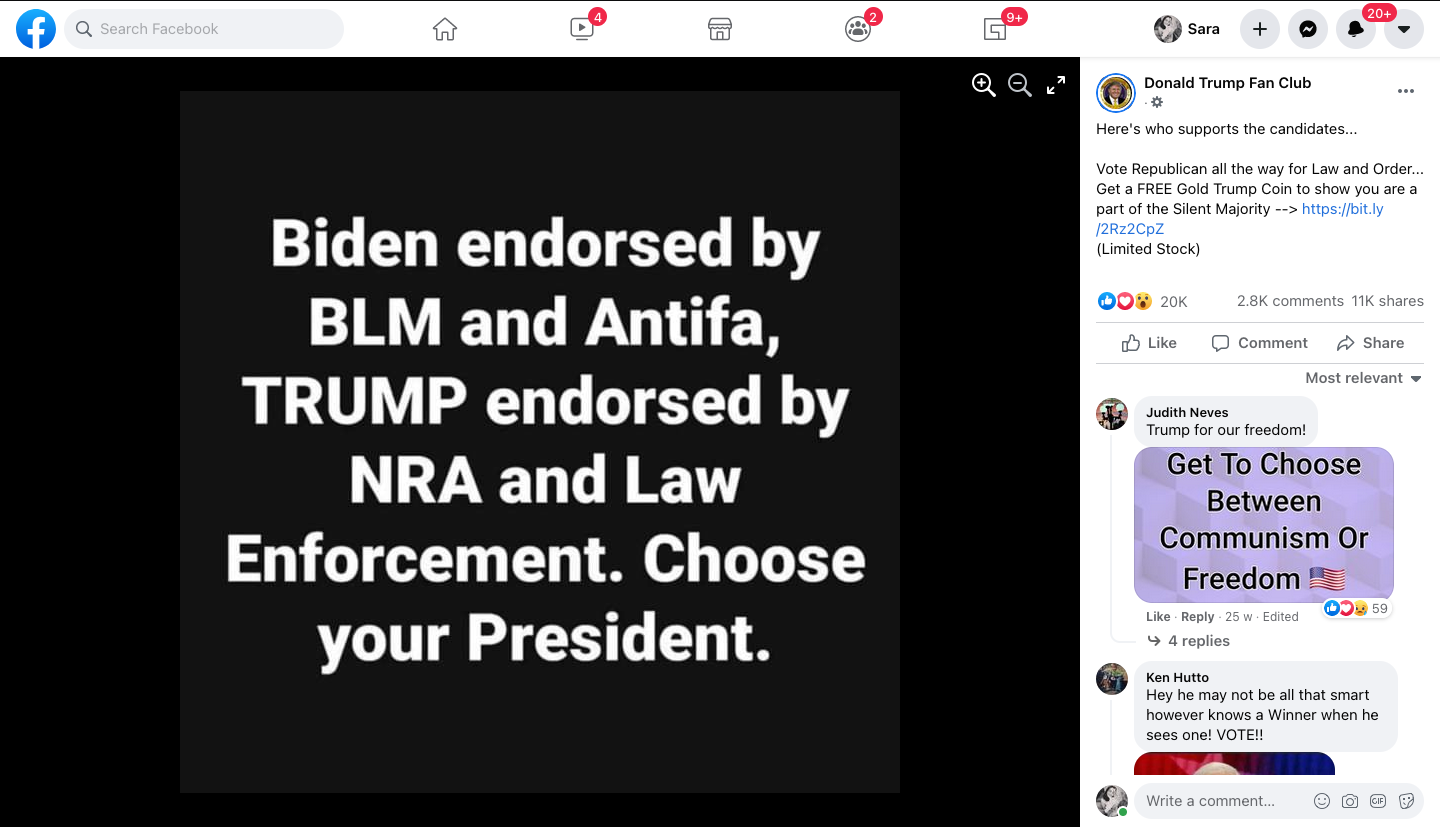 Search Facebook
4
2
9+
Sara
20+
Biden endorsed by
BLM and Antifa,
TRUMP endorsed by
NRA and Law
Enforcement. Choose
your President.
Donald Trump Fan Club
Here's who supports the candidates...
Vote Republican all the way for Law and Order...
Get a FREE Gold Trump Coin to show you are a
part of the Silent Majority --> https://bit.ly
/2Rz2CpZ
(Limited Stock)
20K 2.8K comments 11K shares
Like Comment Share
Most relevant
Judith Neves
Trump for our freedom!
Get To Choose
Between
Communism Or
Freedom 🇺🇸
Like · Reply · 25 w · Edited 59
4 replies
Ken Hutto
Hey he may not be all that smart
however knows a Winner when he
sees one! VOTE!!
Write a comment...
GIF